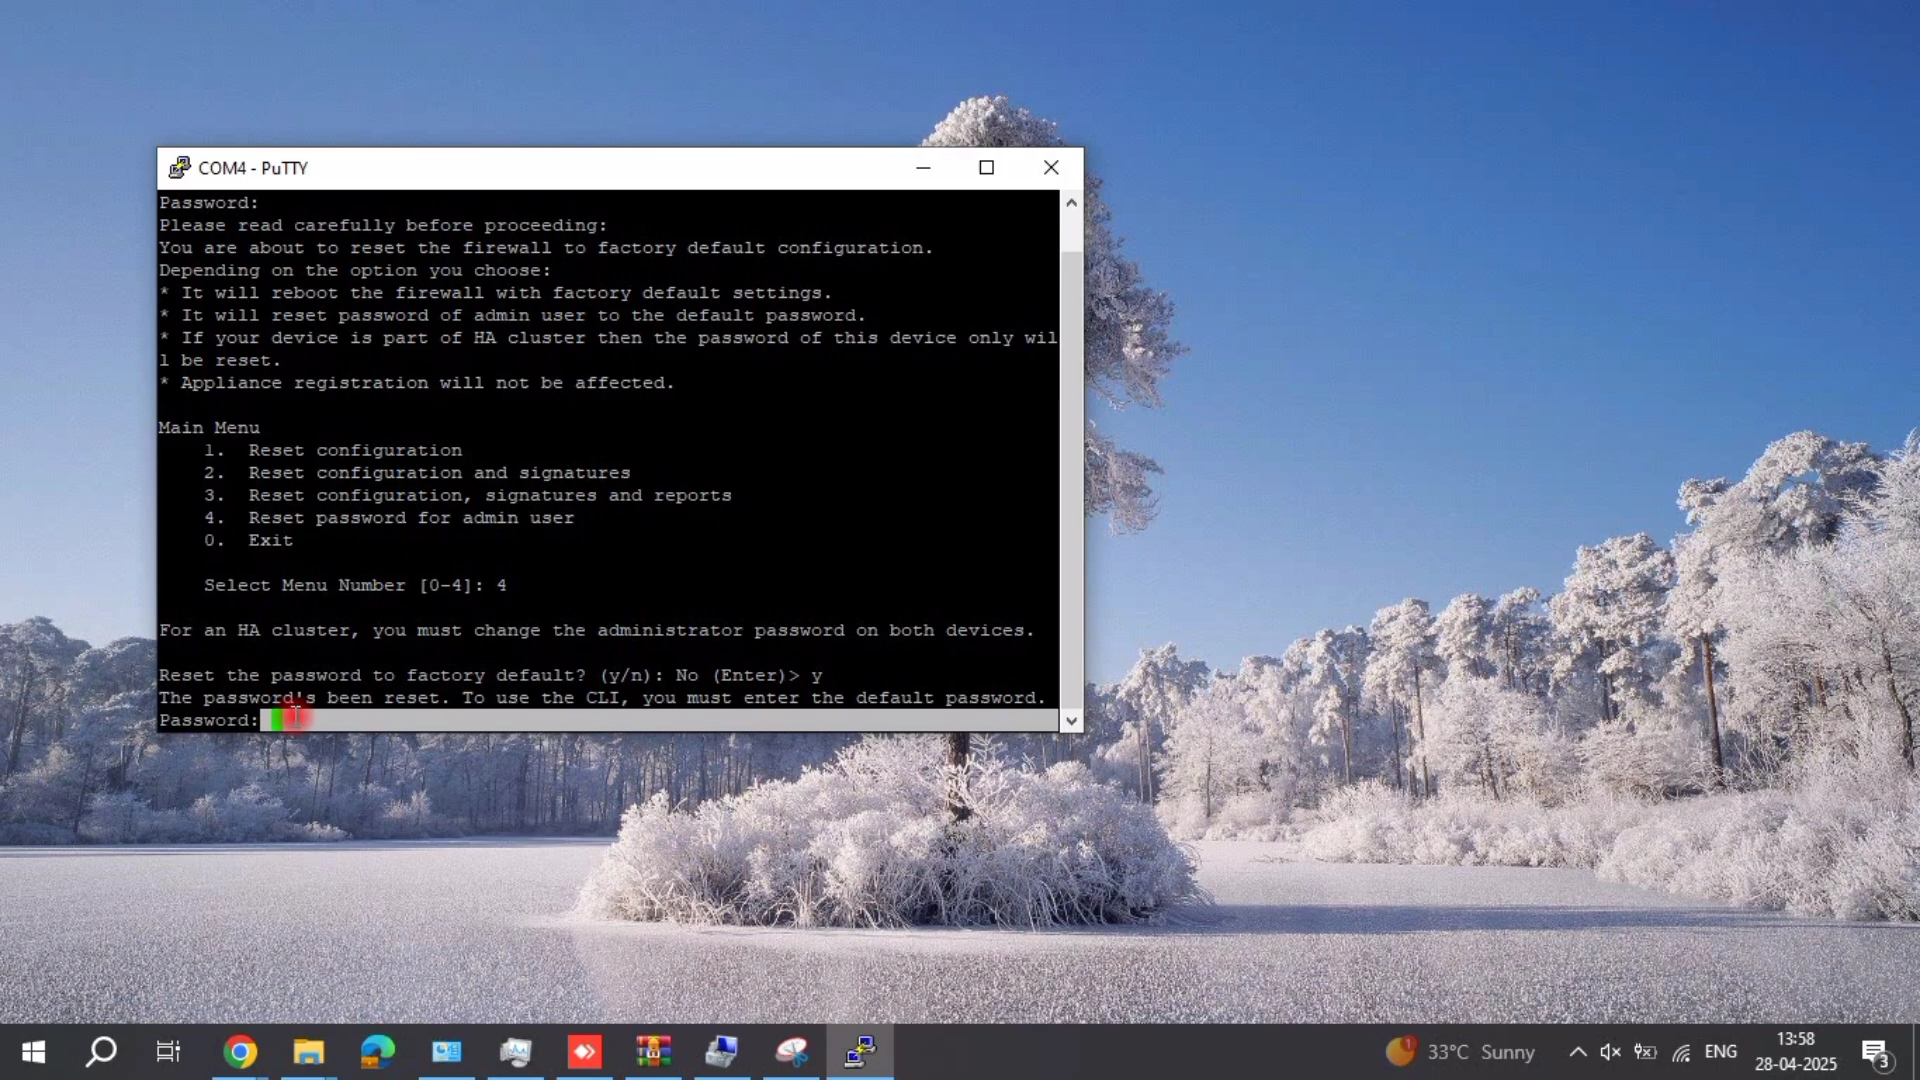 COM4 - PuTTY
Password:
Please read carefully before proceeding:
You are about to reset the firewall to factory default configuration.
Depending on the option you choose:
* It will reboot the firewall with factory default settings.
* It will reset password of admin user to the default password.
* If your device is part of HA cluster then the password of this device only wil
l be reset.
* Appliance registration will not be affected.
Main Menu
1. Reset configuration
2. Reset configuration and signatures
3. Reset configuration, signatures and reports
4. Reset password for admin user
0. Exit
Select Menu Number [0-4]: 4
For an HA cluster, you must change the administrator password on both devices.
Reset the password to factory default? (y/n): No (Enter)> y
The password's been reset. To use the CLI, you must enter the default password.
Password:
1
33°C Sunny
ENG
13:58
28-04-2025
3